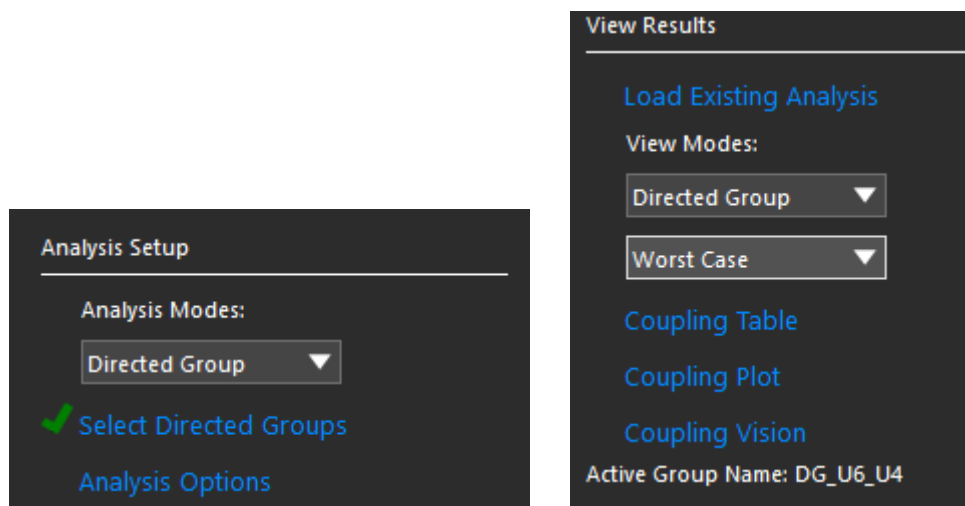 Analysis Setup
Analysis Modes:
Directed Group
Select Directed Groups
Analysis Options
View Results
Load Existing Analysis
View Modes:
Directed Group
Worst Case
Coupling Table
Coupling Plot
Coupling Vision
Active Group Name: DG_U6_U4